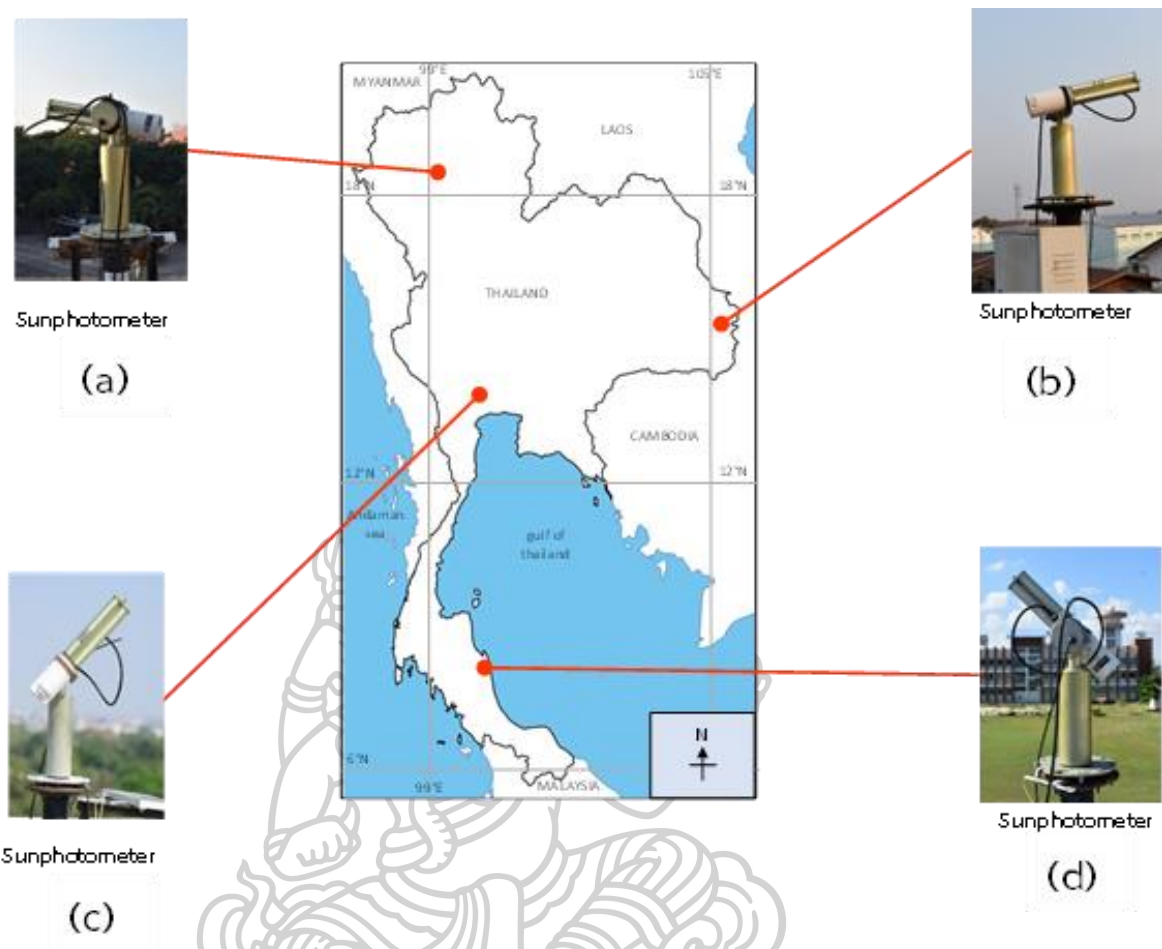 99°E
105°E
MYANMAR
LAOS
18°N
18°N
Sunphotometer
(a)
THAILAND
Sunphotometer
(b)
CAMBODIA
12°N
12°N
Andaman
sea
gulf of
thailand
Sunphotometer
(c)
N
6°N
99°E
MALAYSIA
Sunphotometer
(d)